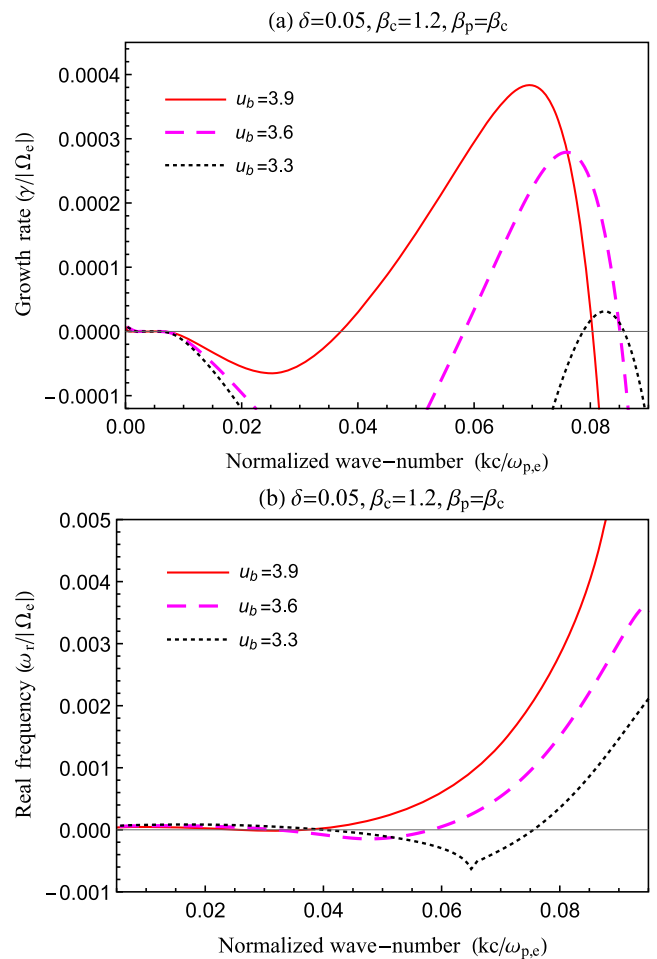 (a) δ=0.05, βc=1.2, βp=βc
0.0004
0.0003
0.0002
0.0001
0.0000
−0.0001
Growth rate (γ/|Ωe|)
ub=3.9
ub=3.6
ub=3.3
0.00 0.02 0.04 0.06 0.08
Normalized wave−number (kc/ωp,e)
(b) δ=0.05, βc=1.2, βp=βc
0.005
0.004
0.003
0.002
0.001
0.000
−0.001
Real frequency (ωr/|Ωe|)
ub=3.9
ub=3.6
ub=3.3
0.02 0.04 0.06 0.08
Normalized wave−number (kc/ωp,e)